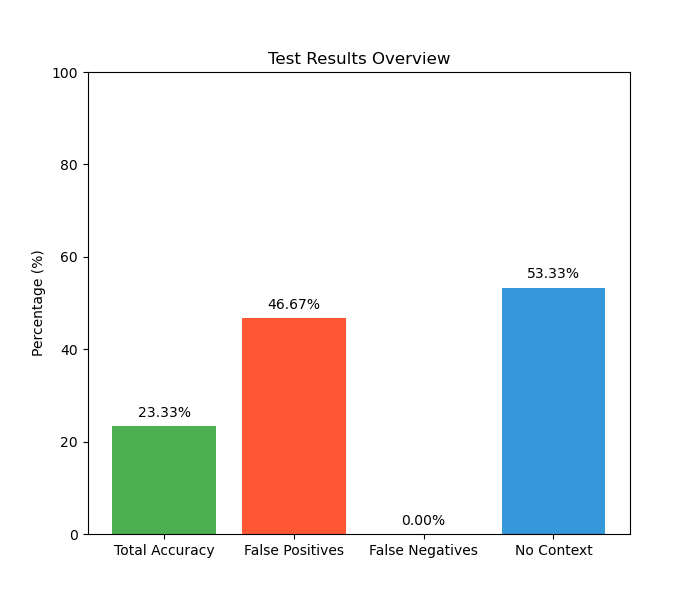 Test Results Overview
Percentage (%)
100
80
60
40
20
0
23.33%
46.67%
0.00%
53.33%
Total Accuracy
False Positives
False Negatives
No Context